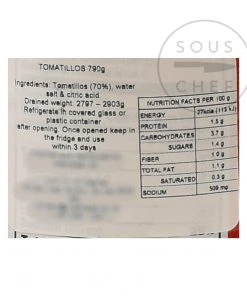 SOUS
CHEF
TOMATILLOS 790g
Ingredients: Tomatillos (70%), water
salt & citric acid.
Drained weight: 2797 - 2903g
Refrigerate in covered glass or
plastic container
after opening. Once opened keep in
the fridge and use
within 3 days
NUTRITION FACTS PER 100 g
ENERGY 27kcals (113 KJ)
PROTEIN 1.3 g
CARBOHYDRATES 3.7 g
SUGARS 1.4 g
FIBER 1.0 g
TOTAL FAT 1.1 g
SATURATED 0.3 g
SODIUM 509 mg